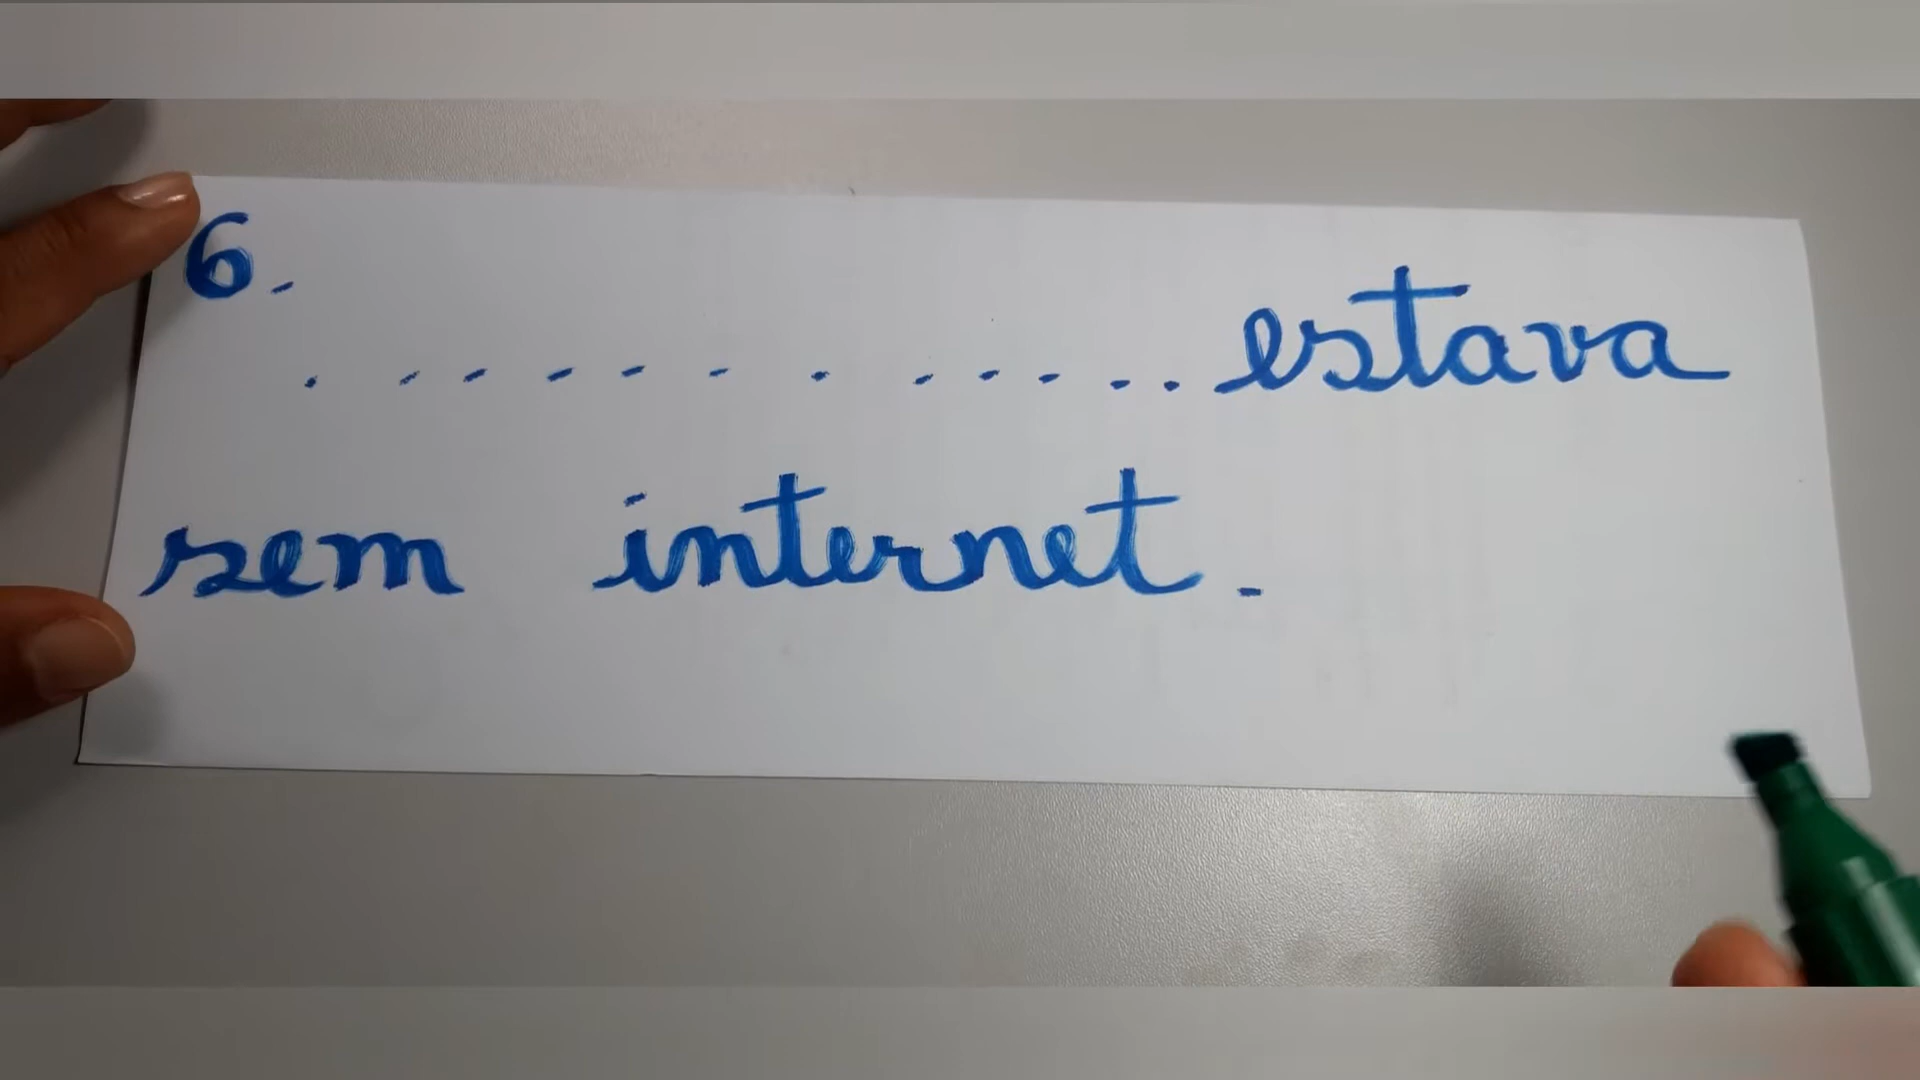 6.
............ estava
sem internet.